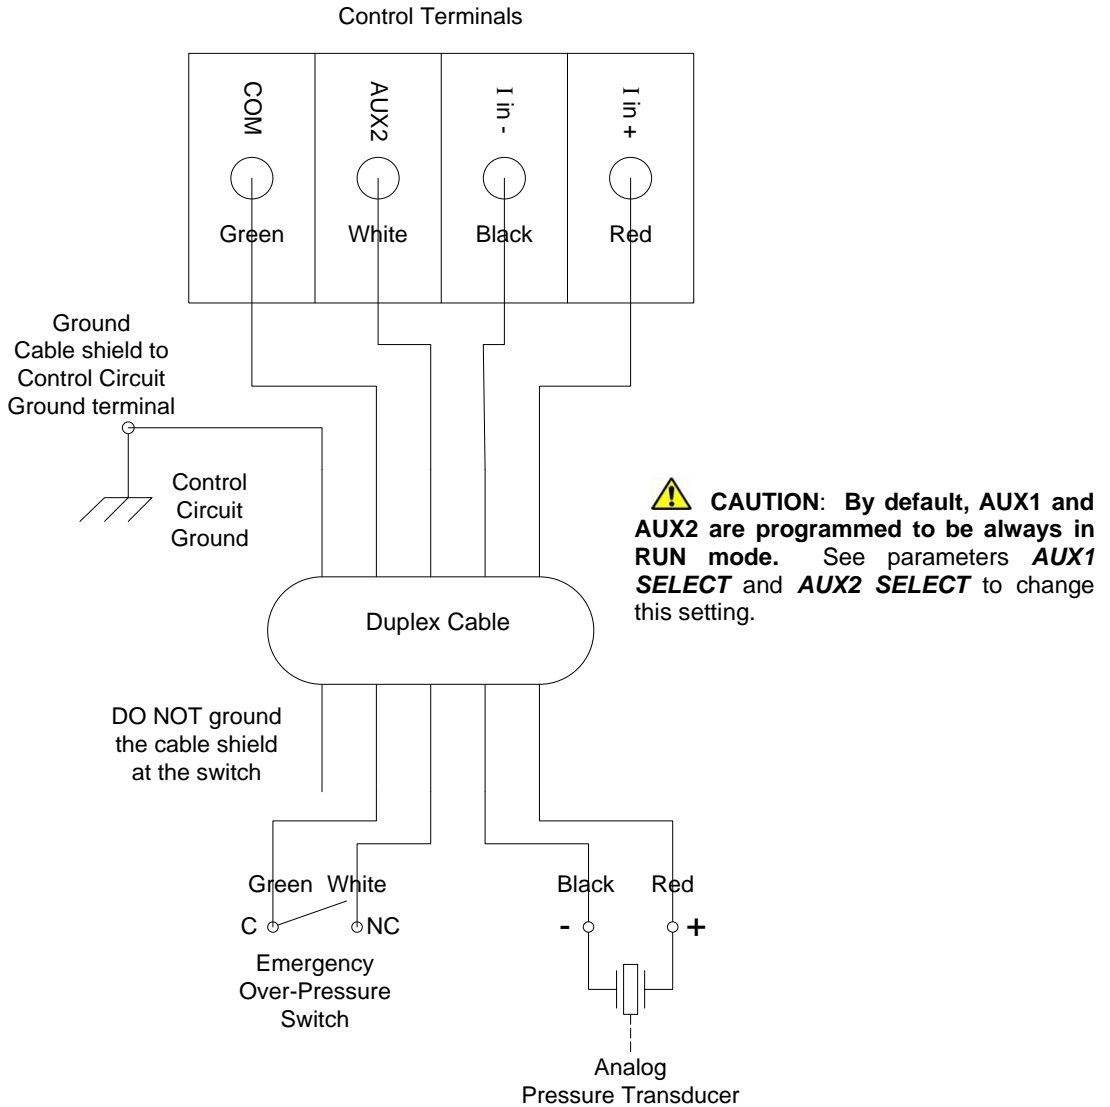 Control Terminals
COM
AUX2
I in -
I in +
Green
White
Black
Red
Ground
Cable shield to
Control Circuit
Ground terminal
Control
Circuit
Ground
CAUTION: By default, AUX1 and
AUX2 are programmed to be always in
RUN mode. See parameters AUX1
SELECT and AUX2 SELECT to change
this setting.
Duplex Cable
DO NOT ground
the cable shield
at the switch
Green White
Black Red
C NC
- +
Emergency
Over-Pressure
Switch
Analog
Pressure Transducer